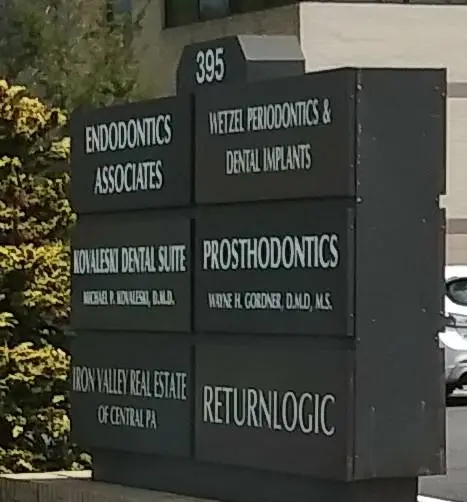 395
ENDODONTICS
ASSOCIATES
WETZEL PERIODONTICS &
DENTAL IMPLANTS
KOVALESKI DENTAL SUITE
MICHAEL P. KOVALESKI, D.M.D.
PROSTHODONTICS
WAYNE H. GORDNER, D.M.D, M.S.
IRON VALLEY REAL ESTATE
OF CENTRAL PA
RETURNLOGIC